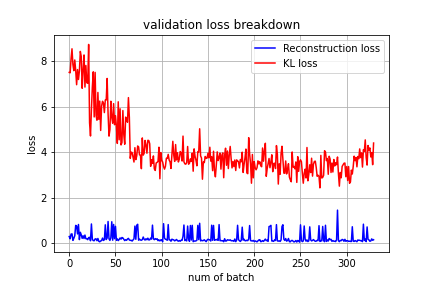 validation loss breakdown
Reconstruction loss
KL loss
8
6
4
2
0
loss
0 50 100 150 200 250 300
num of batch